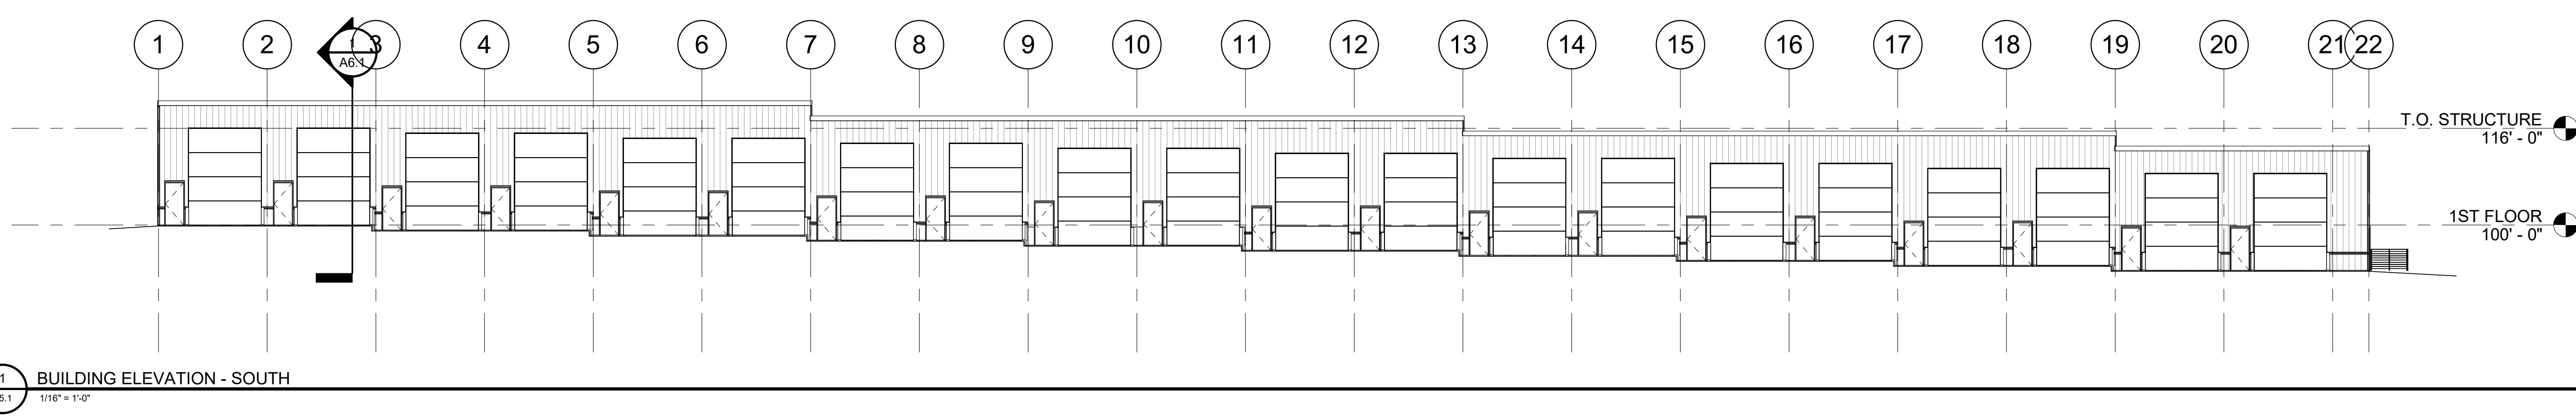 1 2 3 4 5 6 7 8 9 10 11 12 13 14 15 16 17 18 19 20 21 22
1
A6.1
T.O. STRUCTURE
116' - 0"
1ST FLOOR
100' - 0"
1
BUILDING ELEVATION - SOUTH
5.1
1/16" = 1'-0"